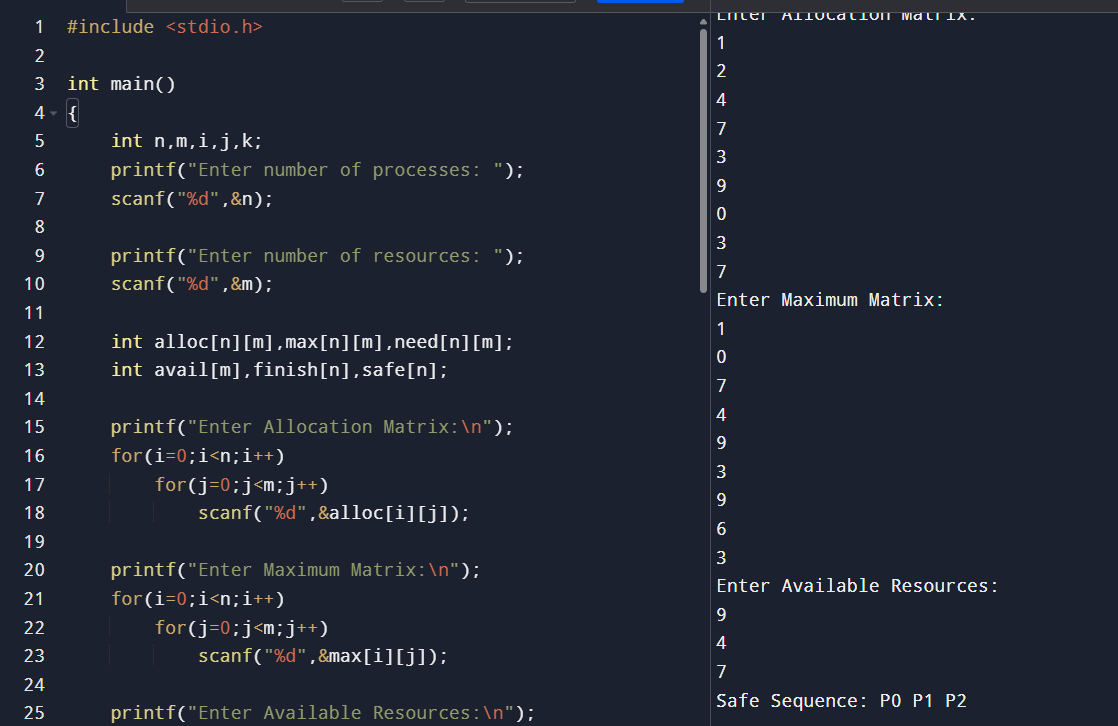 1 #include <stdio.h>
2
3 int main()
4 {
5 int n,m,i,j,k;
6 printf("Enter number of processes: ");
7 scanf("%d",&n);
8
9 printf("Enter number of resources: ");
10 scanf("%d",&m);
11
12 int alloc[n][m],max[n][m],need[n][m];
13 int avail[m],finish[n],safe[n];
14
15 printf("Enter Allocation Matrix:\n");
16 for(i=0;i<n;i++)
17 for(j=0;j<m;j++)
18 scanf("%d",&alloc[i][j]);
19
20 printf("Enter Maximum Matrix:\n");
21 for(i=0;i<n;i++)
22 for(j=0;j<m;j++)
23 scanf("%d",&max[i][j]);
24
25 printf("Enter Available Resources:\n");
Enter Allocation Matrix:
1
2
4
7
3
9
0
3
7
Enter Maximum Matrix:
1
0
7
4
9
3
9
6
3
Enter Available Resources:
9
4
7
Safe Sequence: P0 P1 P2